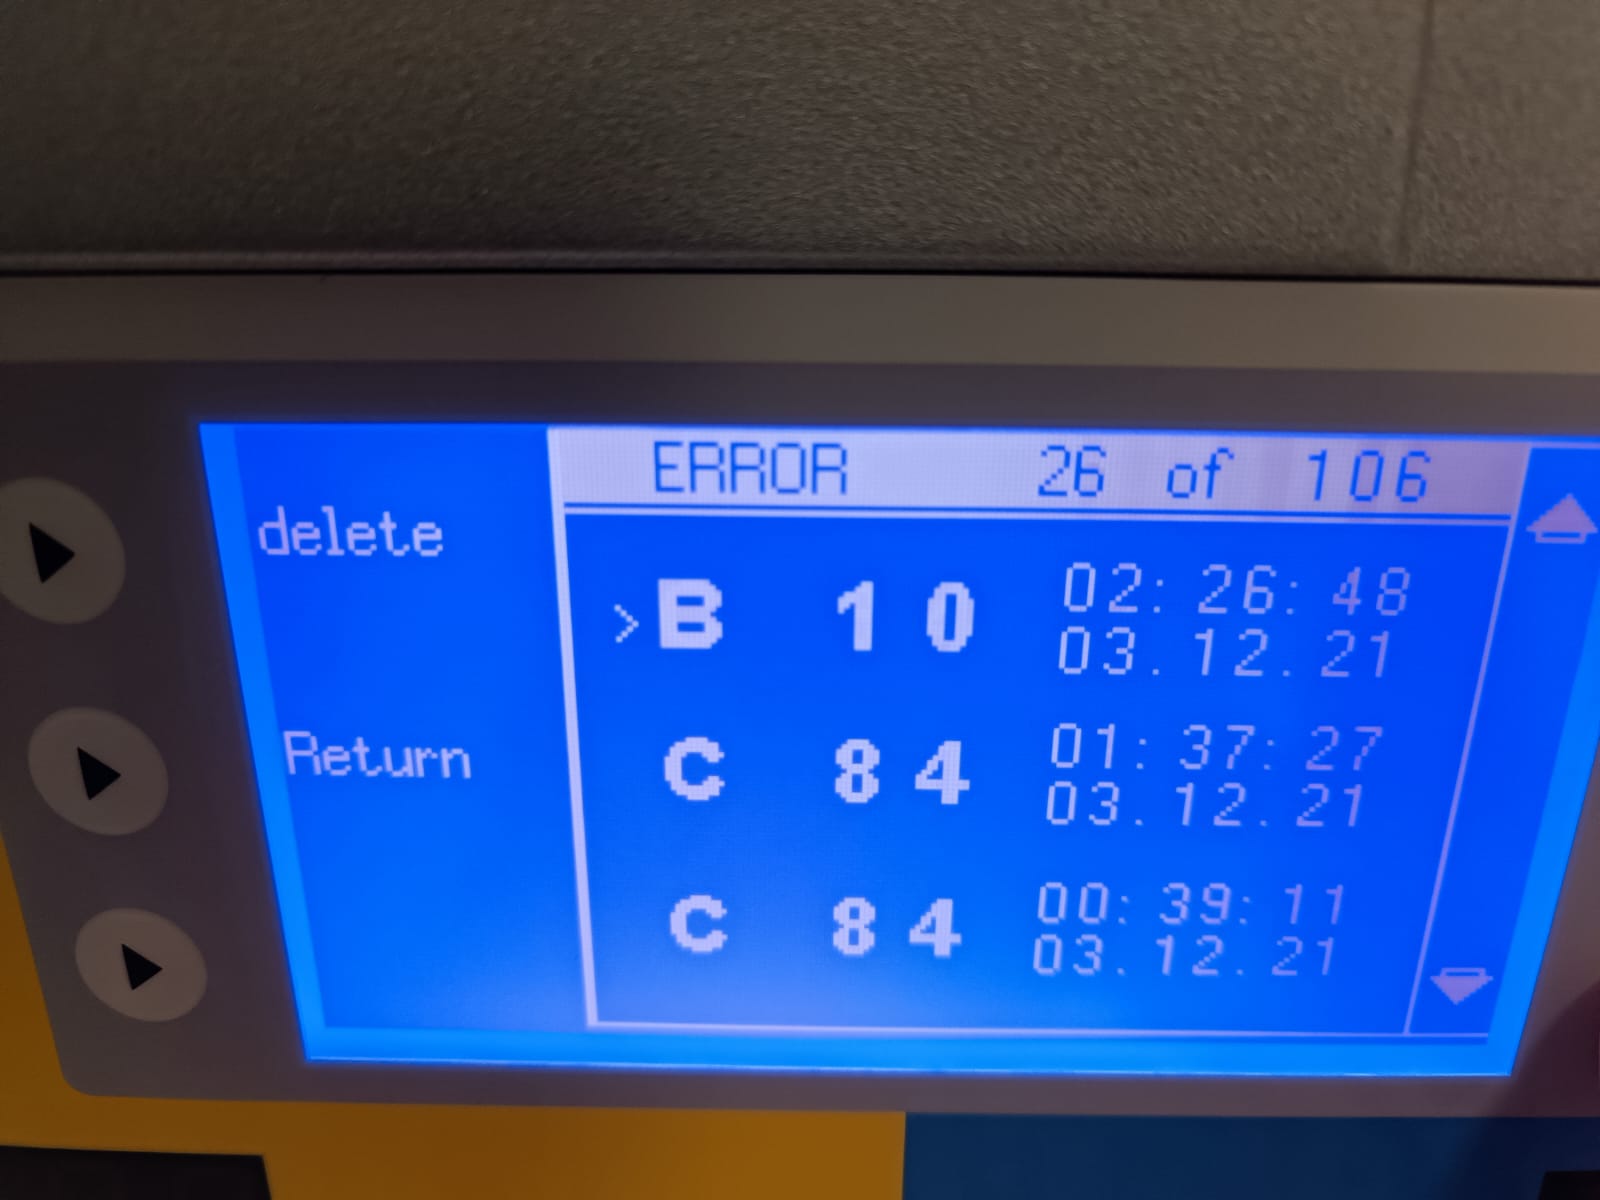 ERROR 26 of 106
delete
>B 10 02:26:48
03.12.21
Return
C 84 01:37:27
03.12.21
C 84 00:39:11
03.12.21